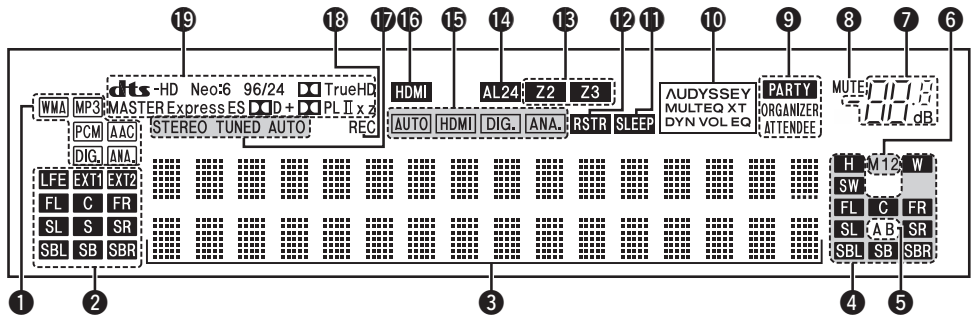 ⓳ ⓲ ⓱ ⓰ ⓯ ⓮ ⓭ ⓬ ⓫ ❿ ❾ ❽ ❼ ❻
dts -HD Neo:6 96/24 DD TrueHD
MASTER Express ES DD D + DD PL II x z
WMA MP3
PCM AAC
DIG. ANA.
STEREO TUNED AUTO
REC
HDMI
AUTO HDMI DIG. ANA.
AL24 Z2 Z3
RSTR SLEEP
AUDYSSEY
MULTEQ XT
DYN VOL EQ
PARTY
ORGANIZER
ATTENDEE
MUTE
dB
LFE EXT1 EXT2
FL C FR
SL S SR
SBL SB SBR
H M12 W
SW
FL C FR
SL A B SR
SBL SB SBR
❶ ❷ ❸ ❹ ❺